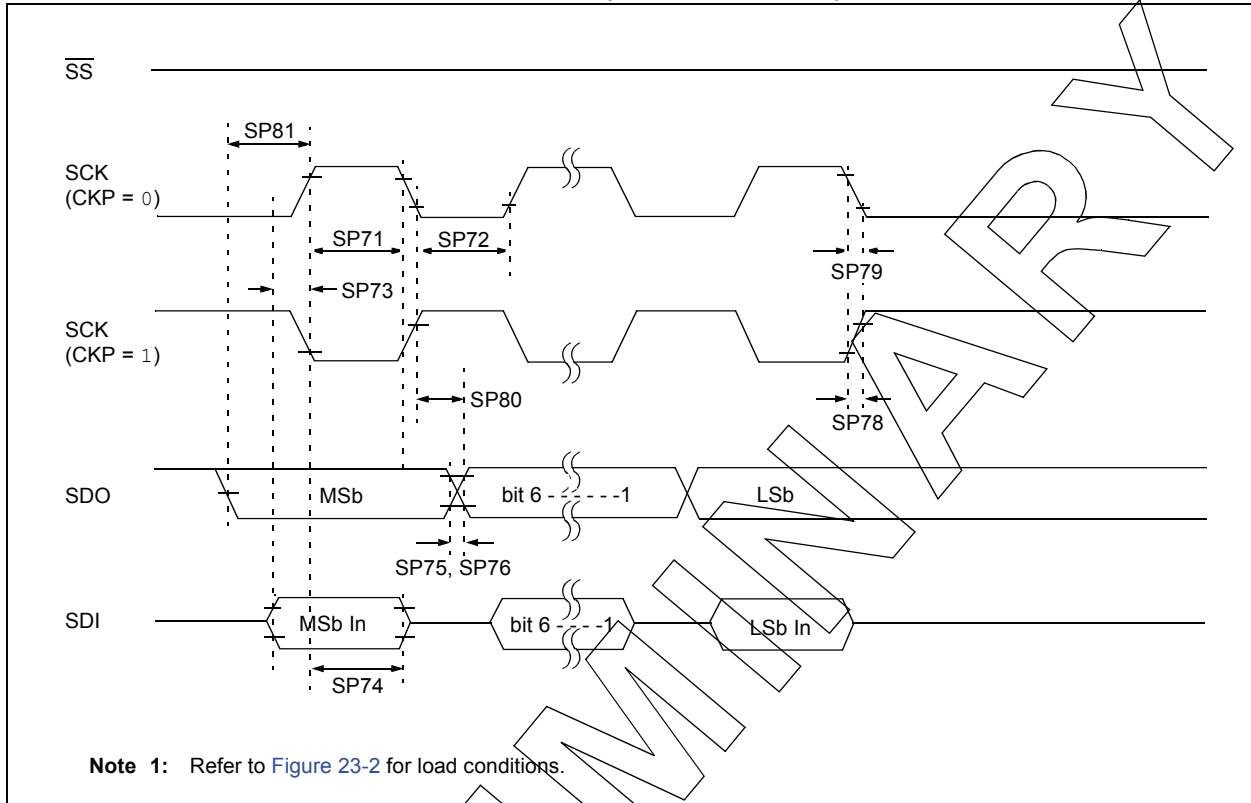 SS
SP81
SCK
(CKP = 0)
SP71
SP72
SP79
SP73
SCK
(CKP = 1)
SP80
SP78
SDO
MSb
bit 6 - - - - - - 1
LSb
SP75, SP76
SDI
MSb In
bit 6 - - - - - 1
LSb In
SP74
Note 1: Refer to Figure 23-2 for load conditions.
MINARY